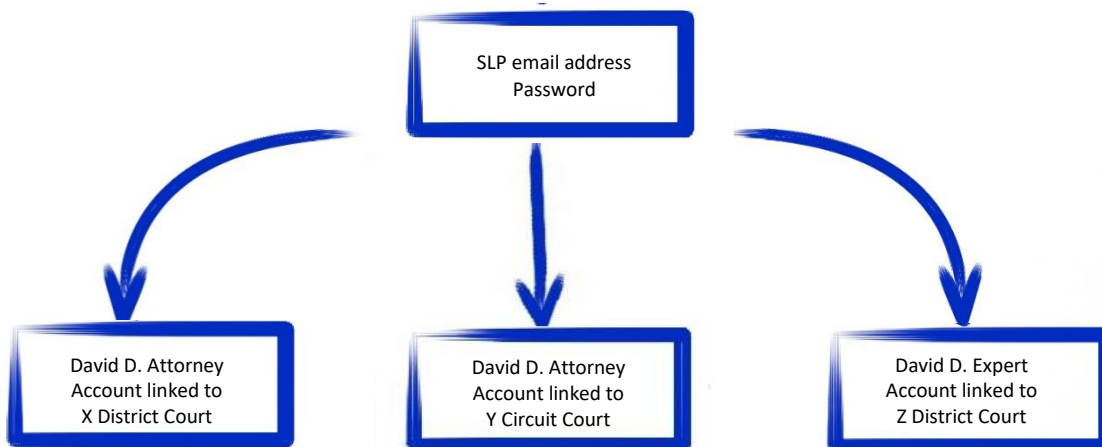 SLP email address
Password
David D. Attorney
Account linked to
X District Court
David D. Attorney
Account linked to
Y Circuit Court
David D. Expert
Account linked to
Z District Court